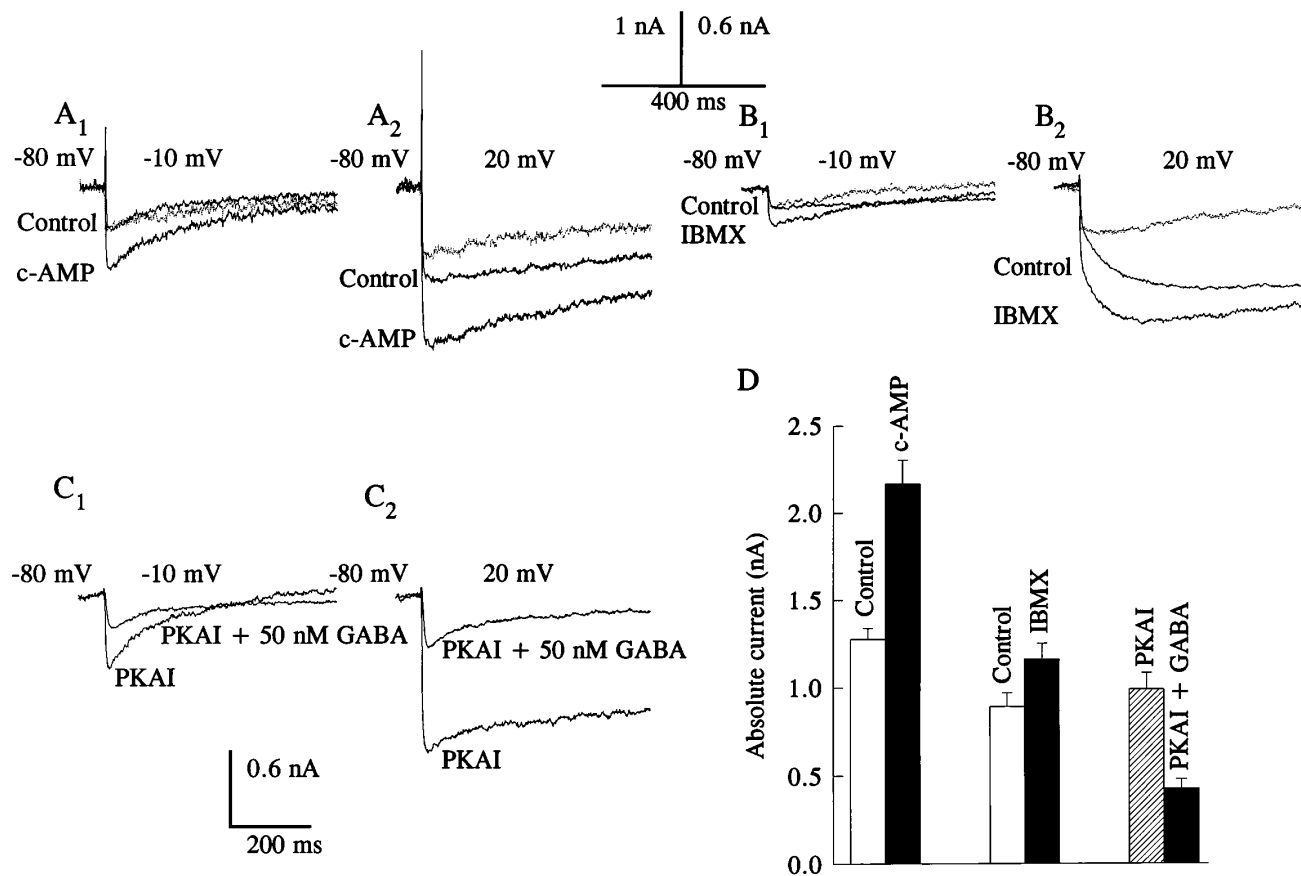 1 nA 0.6 nA
400 ms
A1
-80 mV -10 mV
Control
c-AMP
A2
-80 mV 20 mV
Control
c-AMP
B1
-80 mV -10 mV
Control
IBMX
B2
-80 mV 20 mV
Control
IBMX
C1
-80 mV -10 mV
PKAI + 50 nM GABA
PKAI
C2
-80 mV 20 mV
PKAI + 50 nM GABA
PKAI
0.6 nA
200 ms
D
Absolute current (nA)
2.5
2.0
1.5
1.0
0.5
0.0
Control
c-AMP
Control
IBMX
PKAI
PKAI + GABA